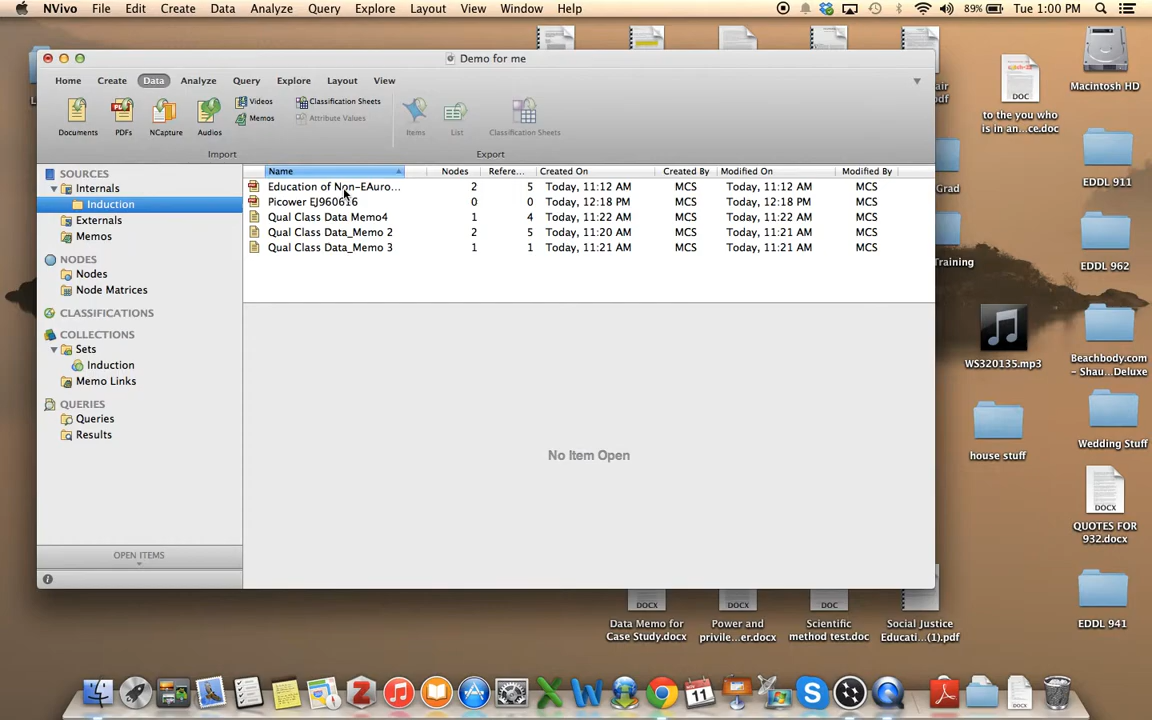 NVivo File Edit Create Data Analyze Query Explore Layout View Window Help 89% Tue 1:00 PM
Demo for me
Home Create Data Analyze Query Explore Layout View
Documents PDFs NCapture Audios Videos Memos Classification Sheets Attribute Values Items List Classification Sheets
Import Export
SOURCES
Internals
Induction
Externals
Memos
NODES
Nodes
Node Matrices
CLASSIFICATIONS
COLLECTIONS
Sets
Induction
Memo Links
QUERIES
Queries
Results
OPEN ITEMS
Name Nodes Refere... Created On Created By Modified On Modified By
Education of Non-EAuro... 2 5 Today, 11:12 AM MCS Today, 11:12 AM MCS
Picower EJ960616 0 0 Today, 12:18 PM MCS Today, 12:18 PM MCS
Qual Class Data Memo4 1 4 Today, 11:22 AM MCS Today, 11:22 AM MCS
Qual Class Data_Memo 2 2 5 Today, 11:20 AM MCS Today, 11:21 AM MCS
Qual Class Data_Memo 3 1 1 Today, 11:21 AM MCS Today, 11:21 AM MCS
No Item Open
DOC
to the you who
is in an...ce.doc
Macintosh HD
EDDL 911
EDDL 962
WS320135.mp3
Beachbody.com
- Shau...Deluxe
house stuff
Wedding Stuff
DOCX
QUOTES FOR
932.docx
EDDL 941
Grad
Training
DOCX
Data Memo for
Case Study.docx
DOCX
Power and
privile...er.docx
DOC
Scientific
method test.doc
Social Justice
Educati...(1).pdf
11